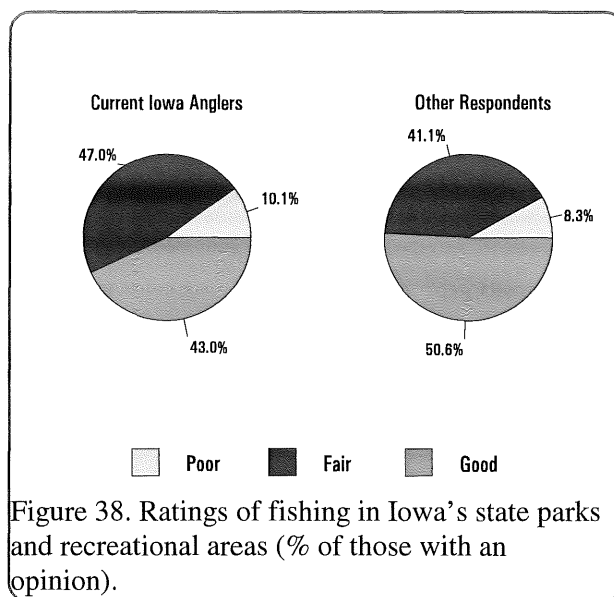 Current Iowa Anglers
Other Respondents
47.0%
10.1%
43.0%
41.1%
8.3%
50.6%
Poor Fair Good
Figure 38. Ratings of fishing in Iowa's state parks
and recreational areas (% of those with an
opinion).